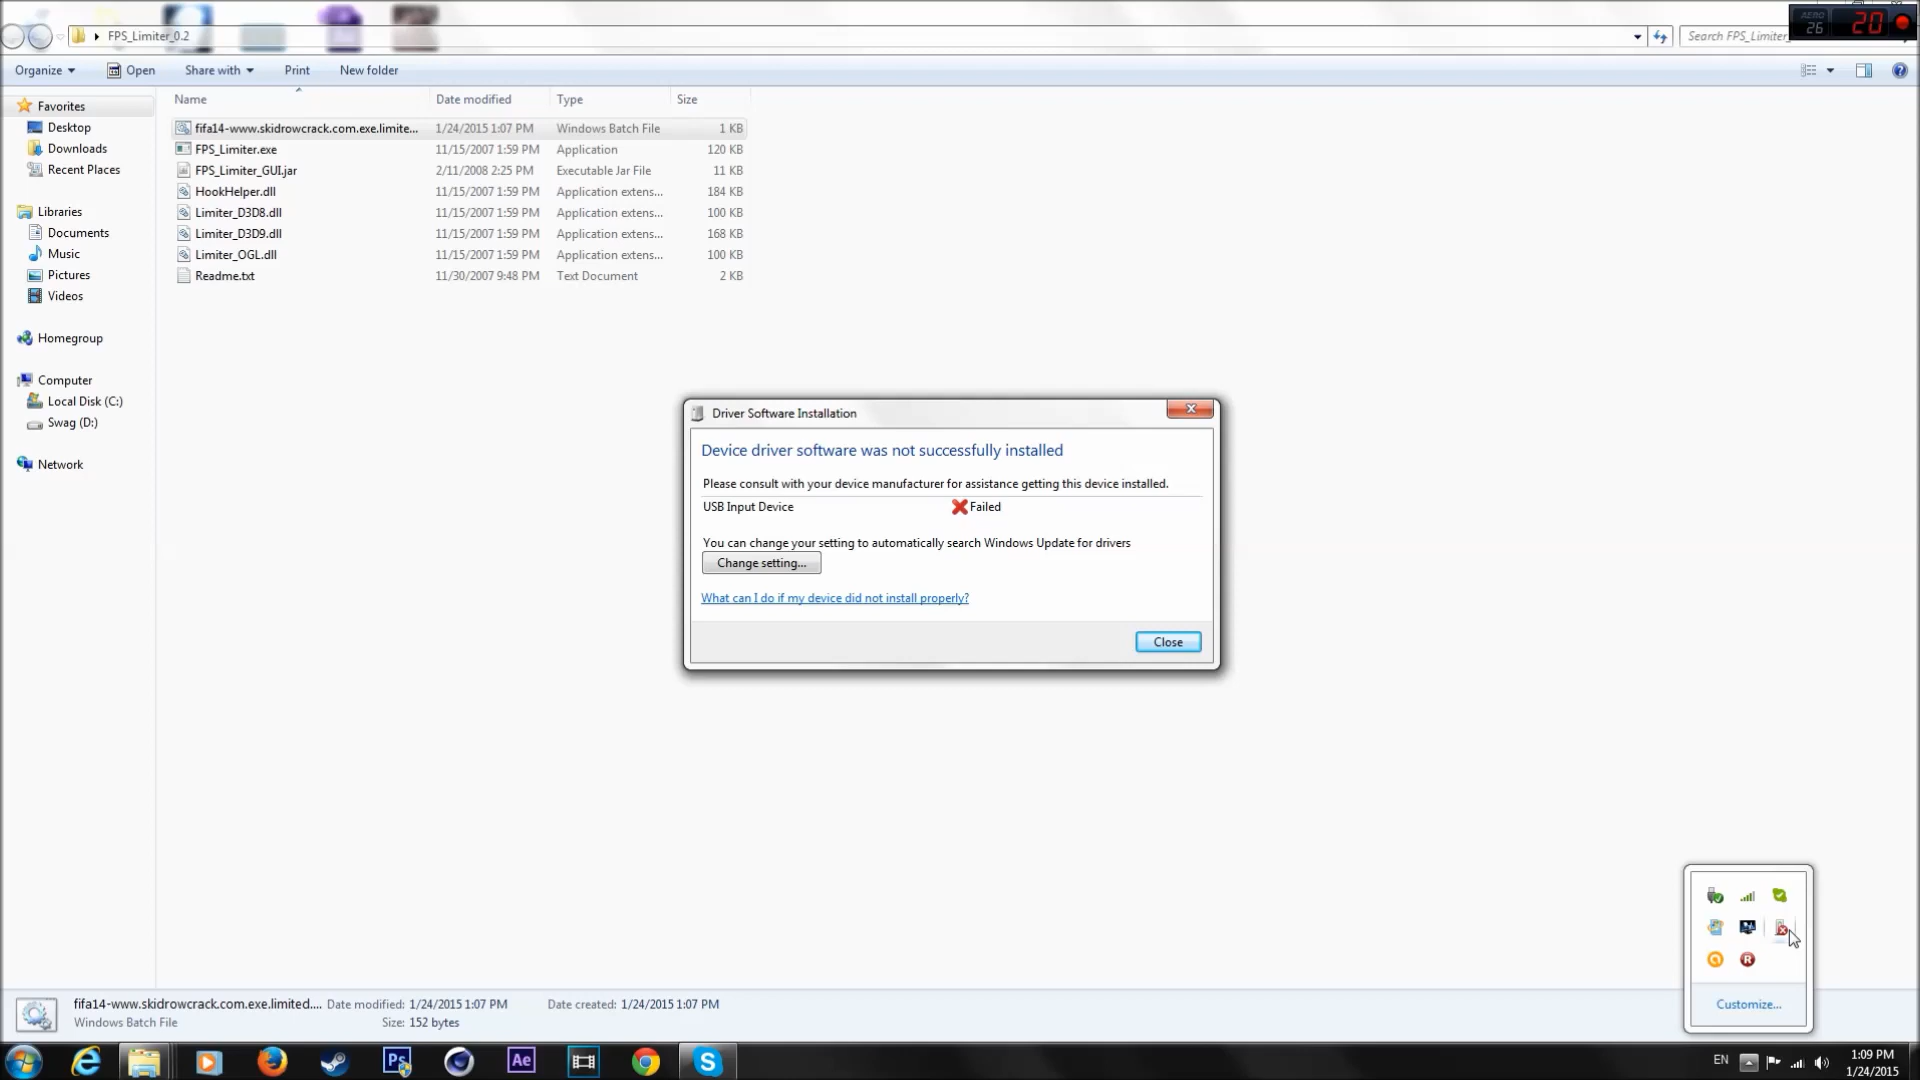 FPS_Limiter_0.2
Search FPS_Limiter_
AERO
26
20
Organize
Open
Share with
Print
New folder
Name
Date modified
Type
Size
Favorites
Desktop
Downloads
Recent Places
Libraries
Documents
Music
Pictures
Videos
Homegroup
Computer
Local Disk (C:)
Swag (D:)
Network
fifa14-www.skidrowcrack.com.exe.limite... 1/24/2015 1:07 PM Windows Batch File 1 KB
FPS_Limiter.exe 11/15/2007 1:59 PM Application 120 KB
FPS_Limiter_GUI.jar 2/11/2008 2:25 PM Executable Jar File 11 KB
HookHelper.dll 11/15/2007 1:59 PM Application extens... 184 KB
Limiter_D3D8.dll 11/15/2007 1:59 PM Application extens... 100 KB
Limiter_D3D9.dll 11/15/2007 1:59 PM Application extens... 168 KB
Limiter_OGL.dll 11/15/2007 1:59 PM Application extens... 100 KB
Readme.txt 11/30/2007 9:48 PM Text Document 2 KB
Driver Software Installation
Device driver software was not successfully installed
Please consult with your device manufacturer for assistance getting this device installed.
USB Input Device Failed
You can change your setting to automatically search Windows Update for drivers
Change setting...
What can I do if my device did not install properly?
Close
Customize...
fifa14-www.skidrowcrack.com.exe.limited.... Date modified: 1/24/2015 1:07 PM Date created: 1/24/2015 1:07 PM
Windows Batch File Size: 152 bytes
Ps
Ae
EN
1:09 PM
1/24/2015